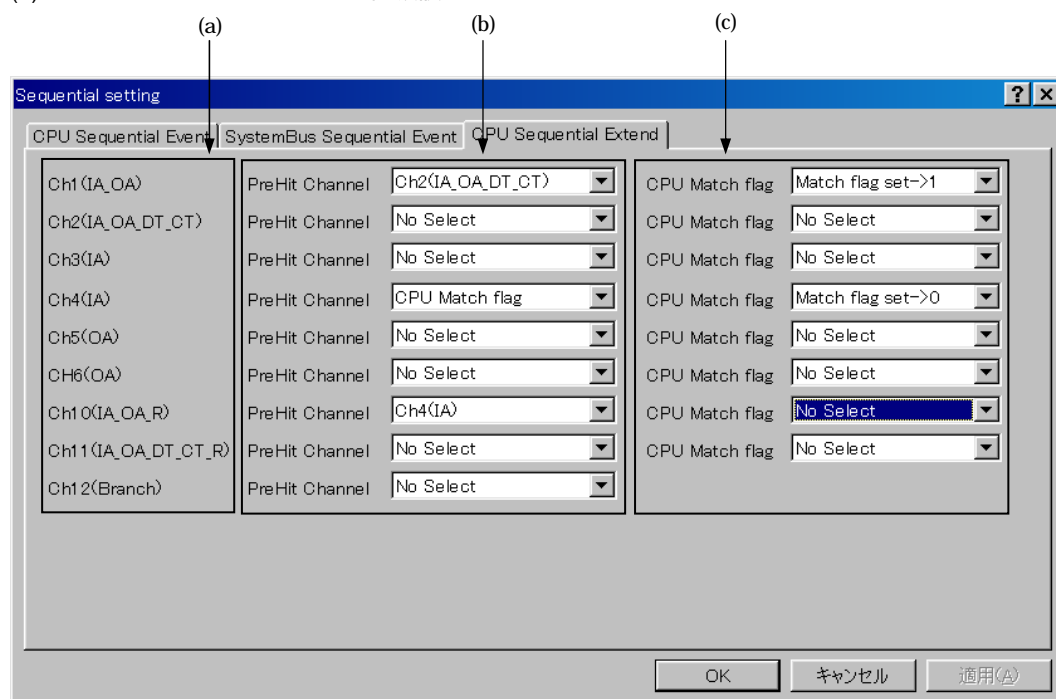 (a) (b) (c)
Sequential setting
CPU Sequential Event SystemBus Sequential Event CPU Sequential Extend
Ch1(IA_OA) PreHit Channel Ch2(IA_OA_DT_CT) CPU Match flag Match flag set->1
Ch2(IA_OA_DT_CT) PreHit Channel No Select CPU Match flag No Select
Ch3(IA) PreHit Channel No Select CPU Match flag No Select
Ch4(IA) PreHit Channel CPU Match flag CPU Match flag Match flag set->0
Ch5(OA) PreHit Channel No Select CPU Match flag No Select
CH6(OA) PreHit Channel No Select CPU Match flag No Select
Ch10(IA_OA_R) PreHit Channel Ch4(IA) CPU Match flag No Select
Ch11(IA_OA_DT_CT_R) PreHit Channel No Select CPU Match flag No Select
Ch12(Branch) PreHit Channel No Select
OK キャンセル 適用(A)